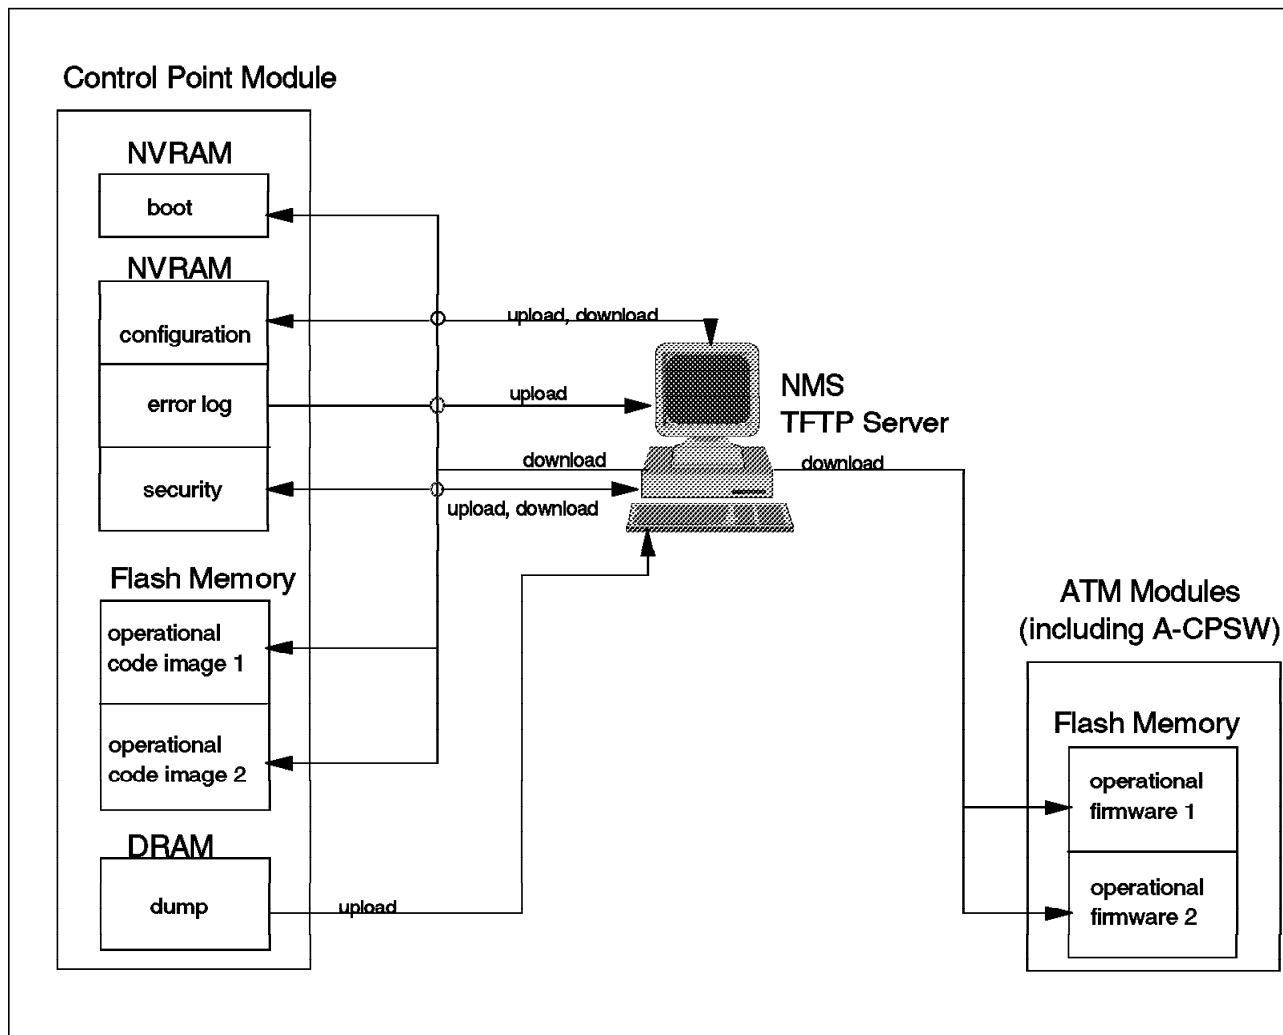 Control Point Module
NVRAM
boot
NVRAM
configuration
error log
security
Flash Memory
operational
code image 1
operational
code image 2
DRAM
dump
upload, download
upload
download
upload, download
upload
NMS
TFTP Server
download
ATM Modules
(including A-CPSW)
Flash Memory
operational
firmware 1
operational
firmware 2